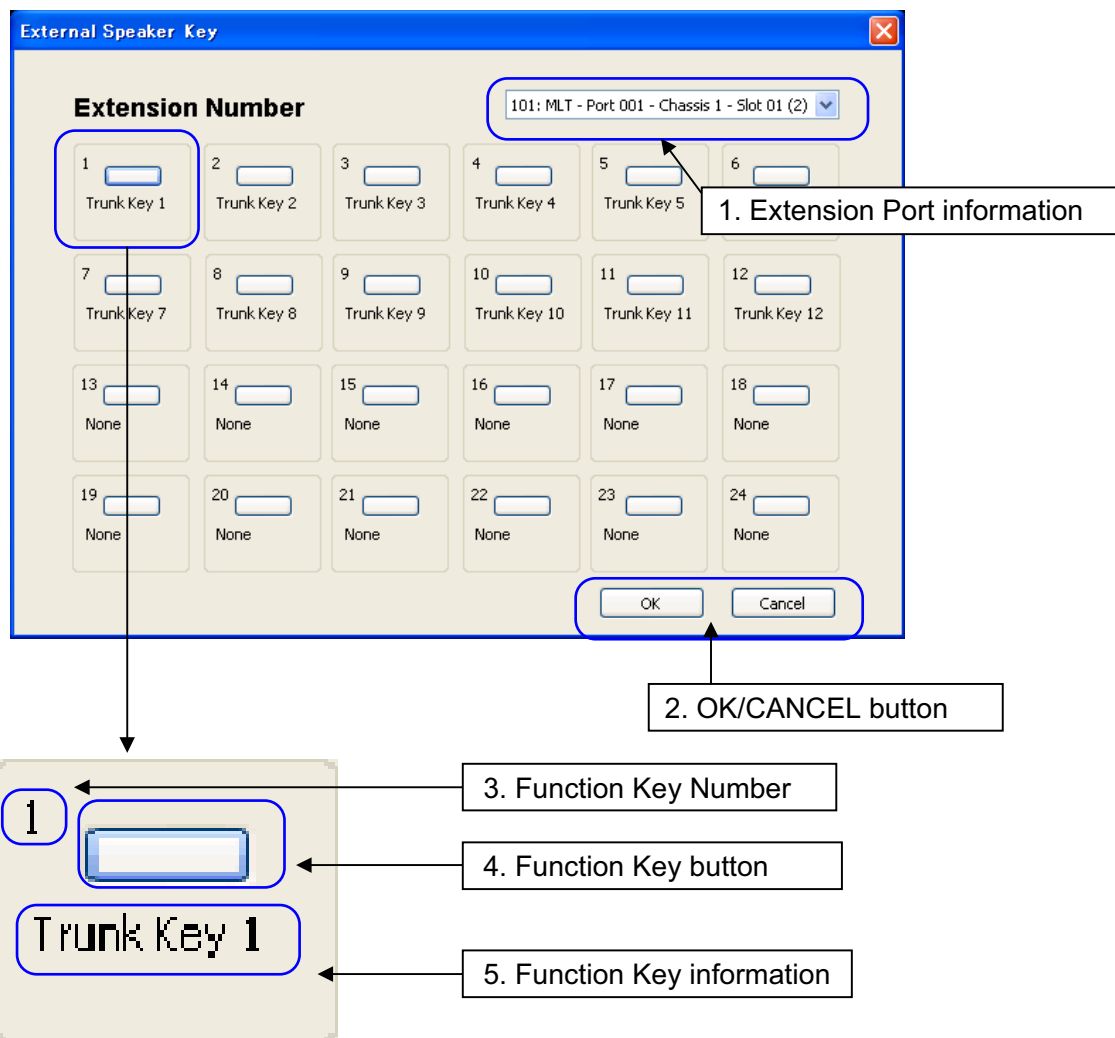 External Speaker Key
Extension Number
101: MLT - Port 001 - Chassis 1 - Slot 01 (2)
1 2 3 4 5 6
Trunk Key 1 Trunk Key 2 Trunk Key 3 Trunk Key 4 Trunk Key 5
1. Extension Port information
7 8 9 10 11 12
Trunk Key 7 Trunk Key 8 Trunk Key 9 Trunk Key 10 Trunk Key 11 Trunk Key 12
13 14 15 16 17 18
None None None None None None
19 20 21 22 23 24
None None None None None None
OK Cancel
2. OK/CANCEL button
3. Function Key Number
1
4. Function Key button
Trunk Key 1
5. Function Key information